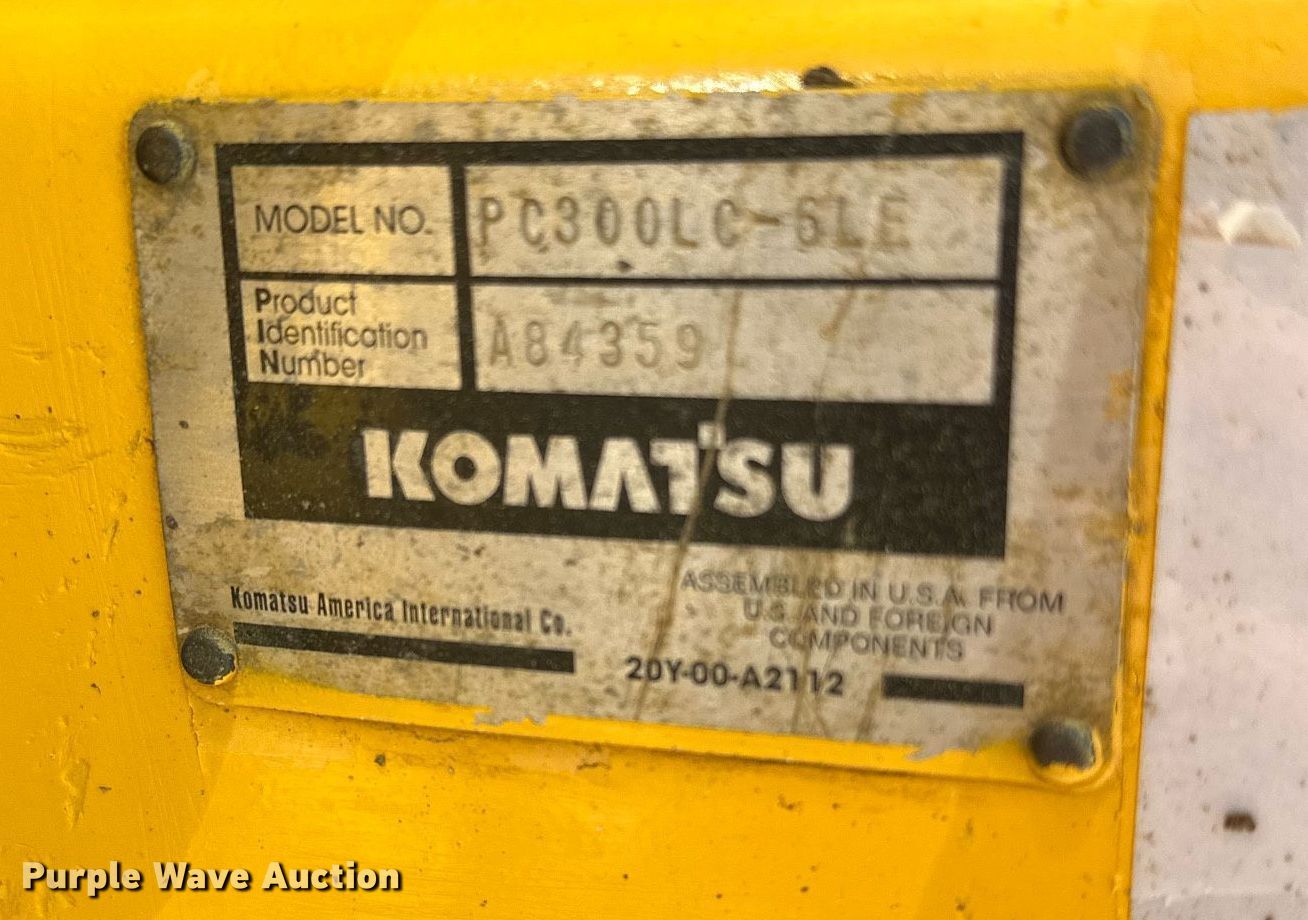 MODEL NO. PC300LC-6LE
Product
Identification
Number
A84359
KOMATSU
Komatsu America International Co.
ASSEMBLED IN U.S.A. FROM
U.S. AND FOREIGN
COMPONENTS
20Y-00-A2112
Purple Wave Auction